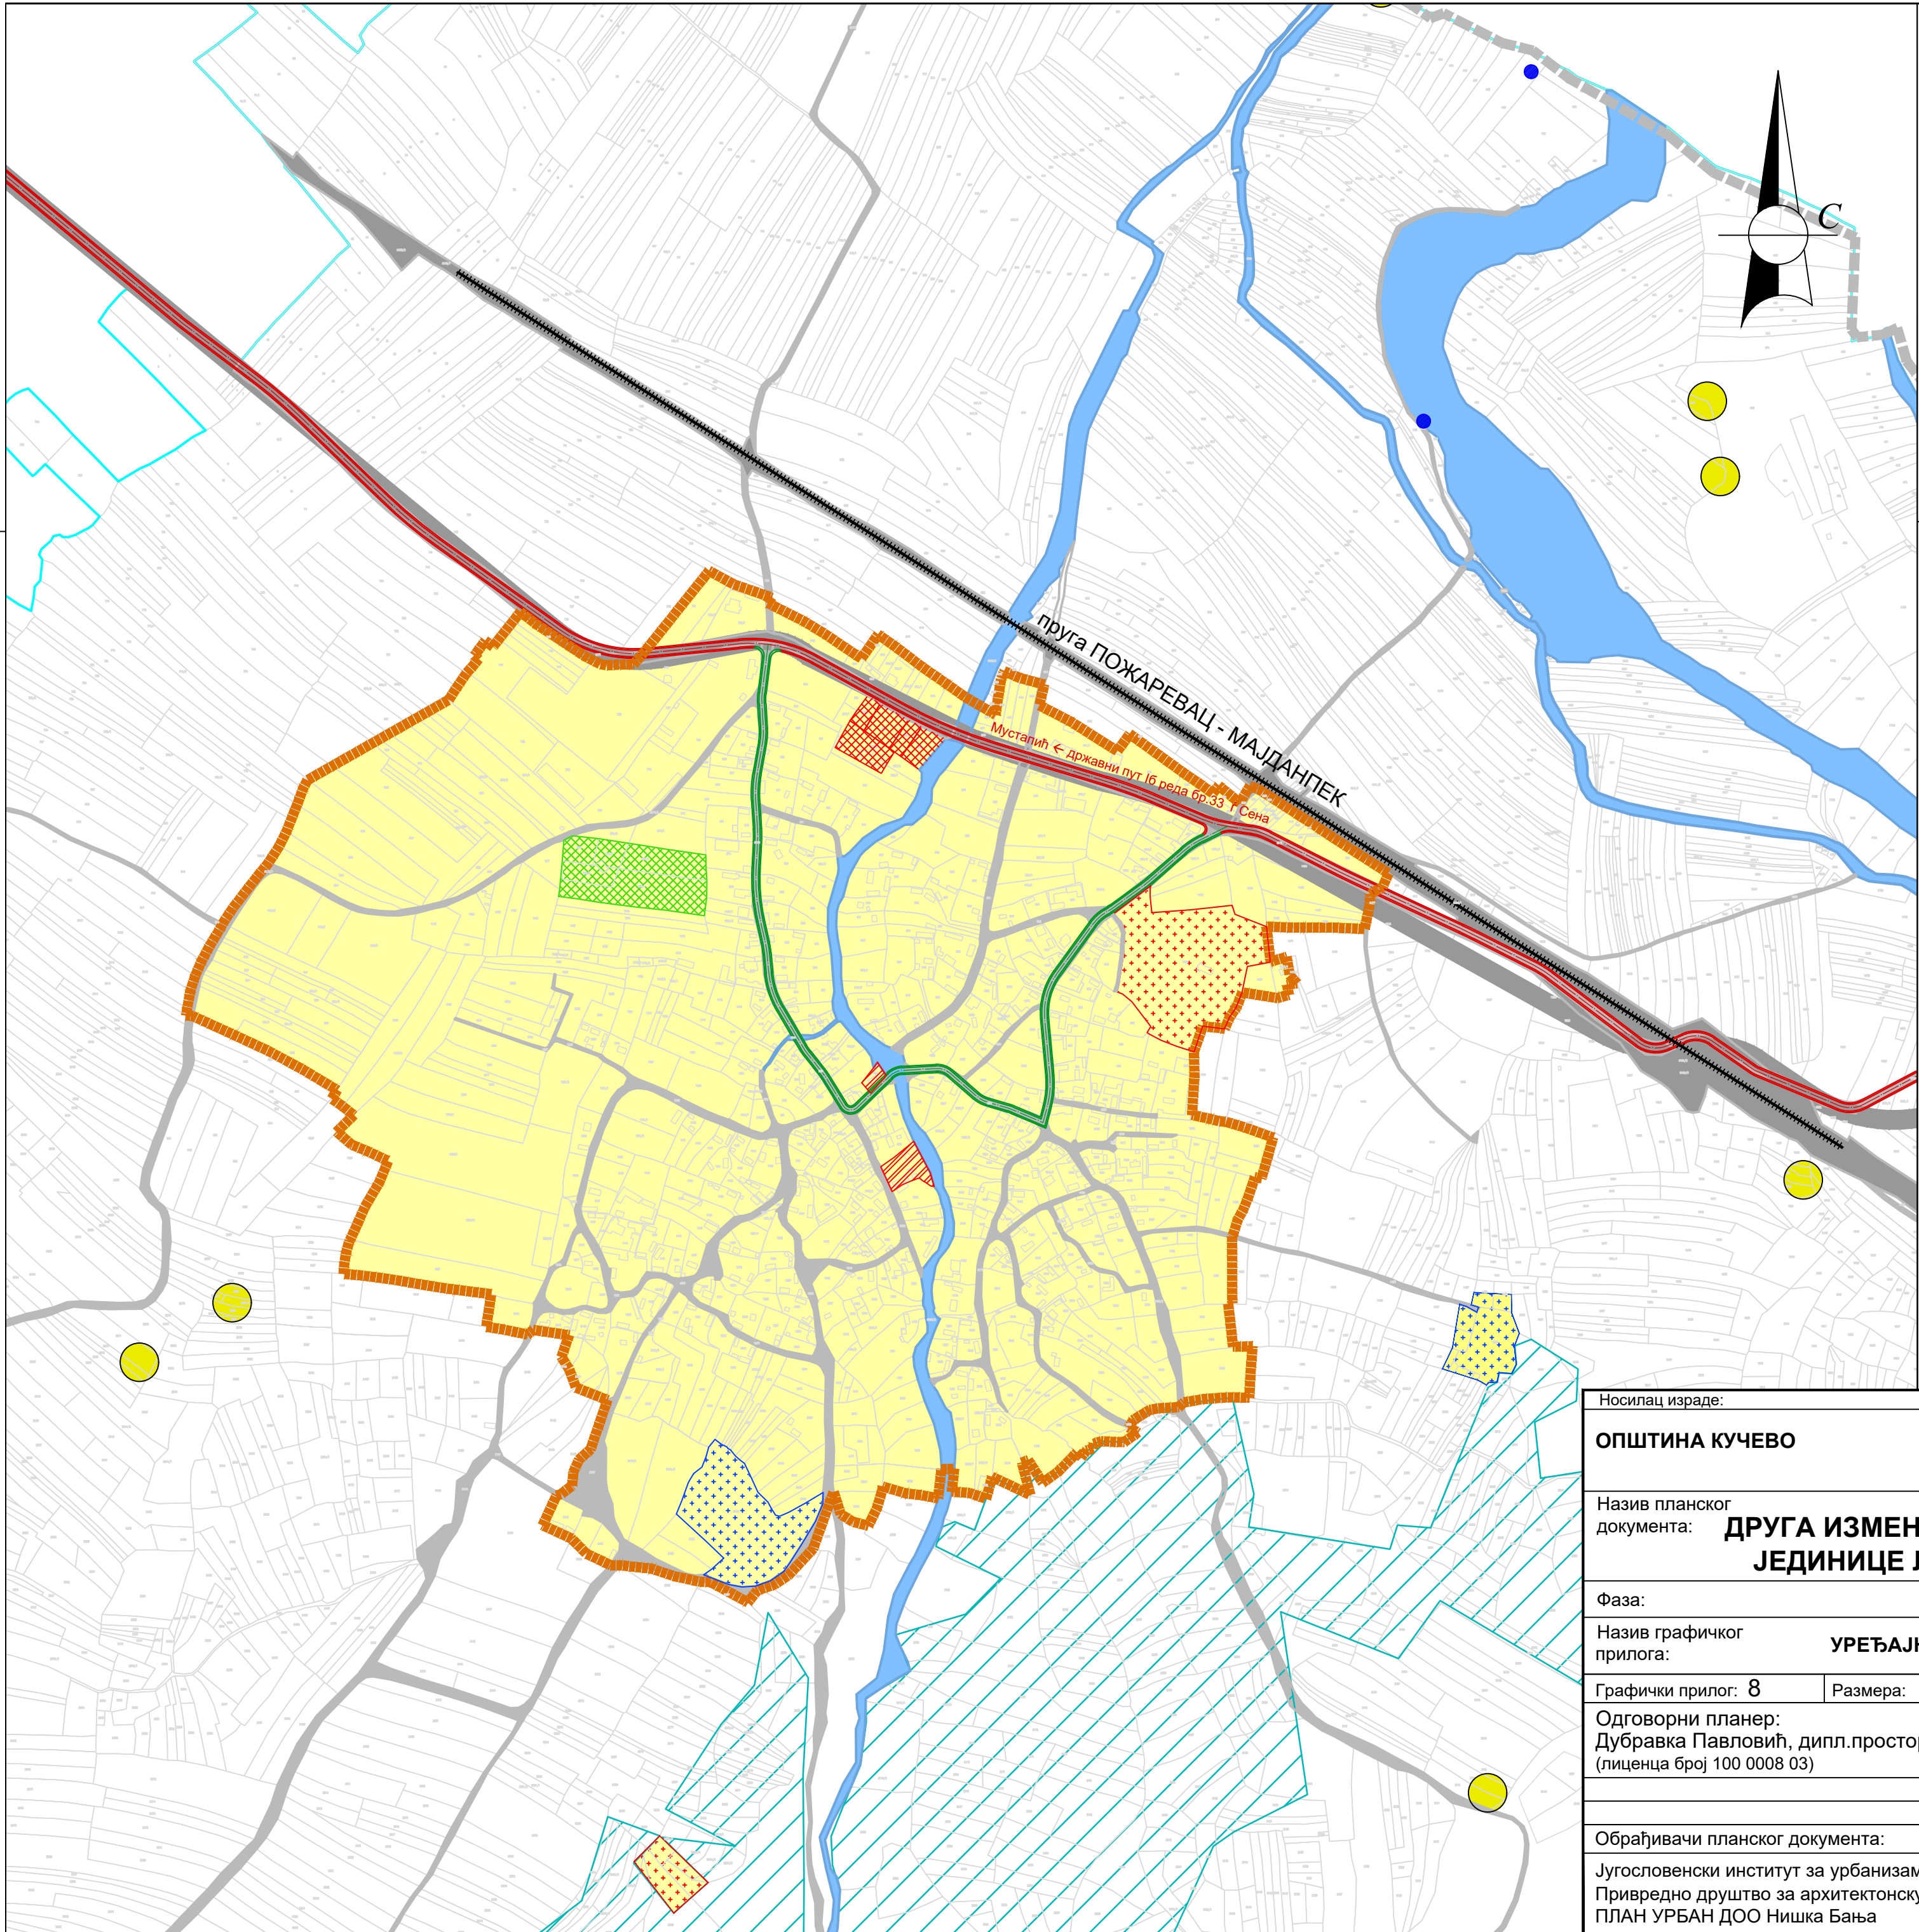 С
пруга ПОЖАРЕВАЦ - МАЈДАНПЕК
Мустапић ← државни пут Iб реда бр.33 Сена
Носилац израде:
ОПШТИНА КУЧЕВО
Назив планског
документа: ДРУГА ИЗМЕН
ЈЕДИНИЦЕ Ј
Фаза:
Назив графичког
прилога: УРЕЂАЈН
Графички прилог: 8 Размера:
Одговорни планер:
Дубравка Павловић, дипл.простор
(лиценца број 100 0008 03)
Обрађивачи планског документа:
Југословенски институт за урбанизам
Привредно друштво за архитектонску
ПЛАН УРБАН ДОО Нишка Бања